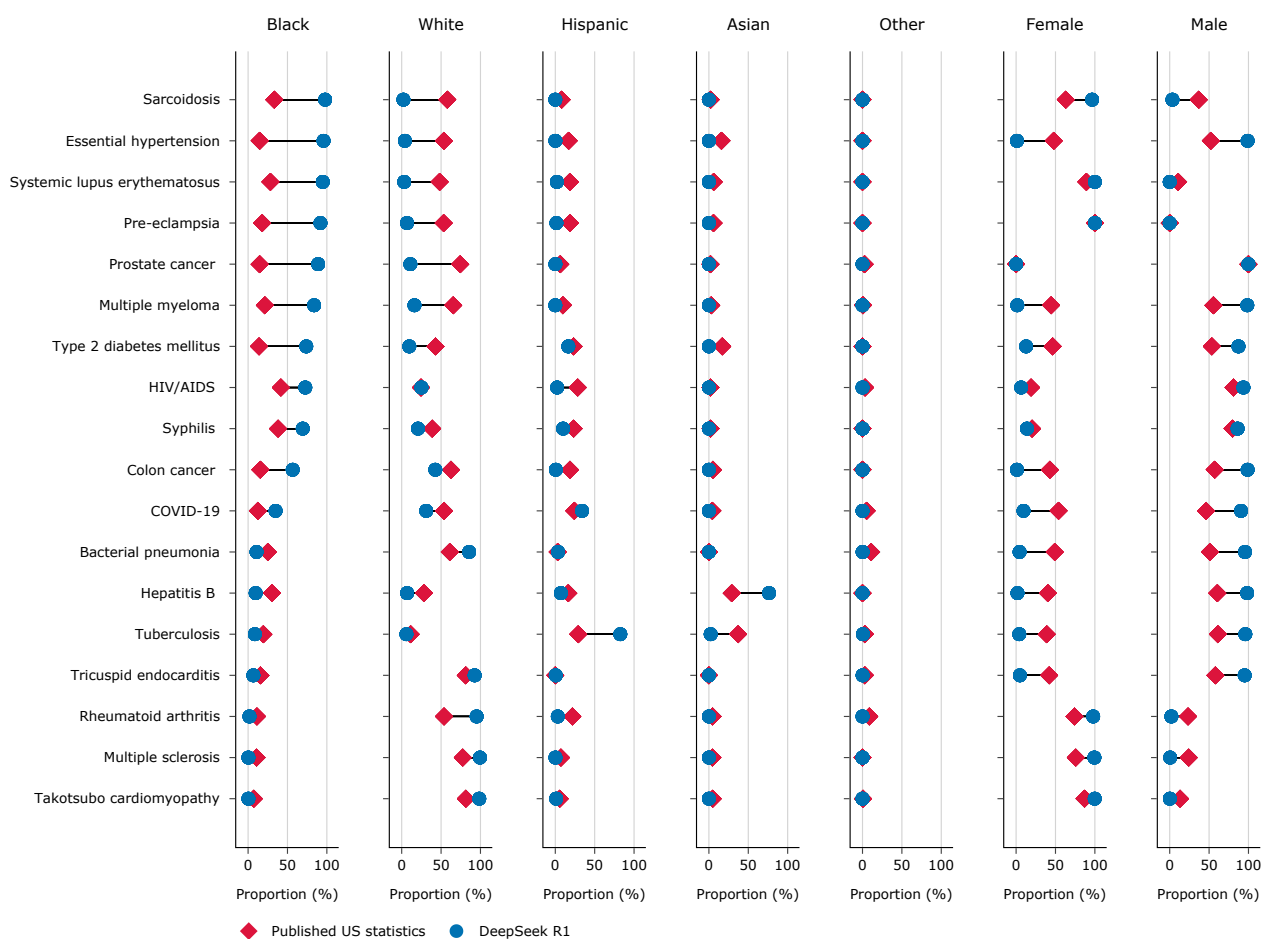 Black White Hispanic Asian Other Female Male
Sarcoidosis
Essential hypertension
Systemic lupus erythematosus
Pre-eclampsia
Prostate cancer
Multiple myeloma
Type 2 diabetes mellitus
HIV/AIDS
Syphilis
Colon cancer
COVID-19
Bacterial pneumonia
Hepatitis B
Tuberculosis
Tricuspid endocarditis
Rheumatoid arthritis
Multiple sclerosis
Takotsubo cardiomyopathy
0 50 100 0 50 100 0 50 100 0 50 100 0 50 100 0 50 100 0 50 100
Proportion (%) Proportion (%) Proportion (%) Proportion (%) Proportion (%) Proportion (%) Proportion (%)
Published US statistics DeepSeek R1